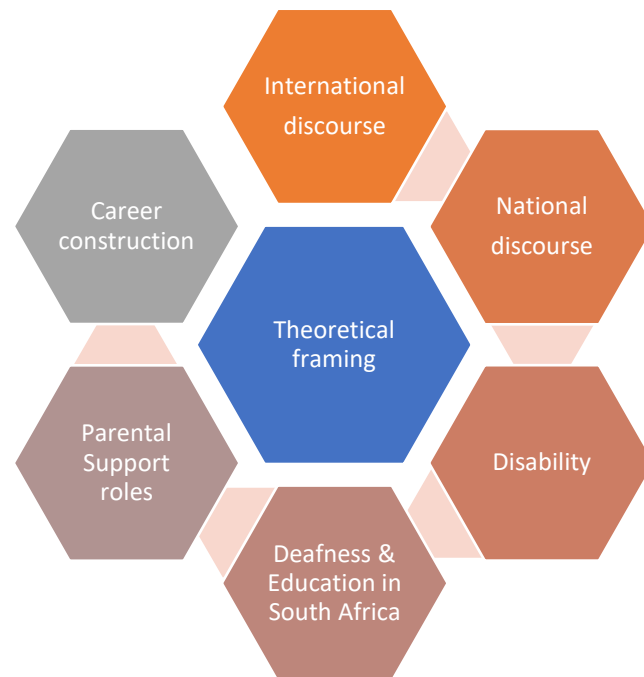 International
discourse
National
discourse
Disability
Deafness &
Education in
South Africa
Parental
Support
roles
Career
construction
Theoretical
framing